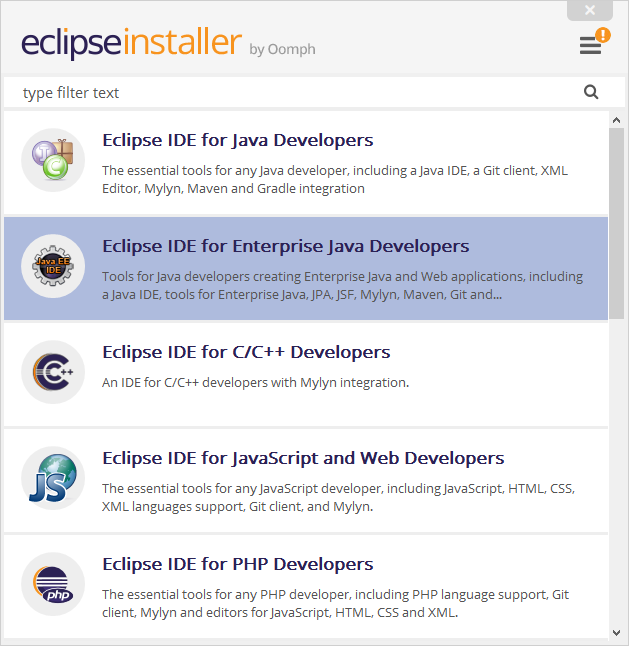 eclipseinstaller by Oomph
!
type filter text
Eclipse IDE for Java Developers
The essential tools for any Java developer, including a Java IDE, a Git client, XML
Editor, Mylyn, Maven and Gradle integration
J
C
Eclipse IDE for Enterprise Java Developers
Tools for Java developers creating Enterprise Java and Web applications, including
a Java IDE, tools for Enterprise Java, JPA, JSF, Mylyn, Maven, Git and...
Java EE
IDE
Eclipse IDE for C/C++ Developers
An IDE for C/C++ developers with Mylyn integration.
C++
Eclipse IDE for JavaScript and Web Developers
The essential tools for any JavaScript developer, including JavaScript, HTML, CSS,
XML languages support, Git client, and Mylyn.
JS
Eclipse IDE for PHP Developers
The essential tools for any PHP developer, including PHP language support, Git
client, Mylyn and editors for JavaScript, HTML, CSS and XML.
php